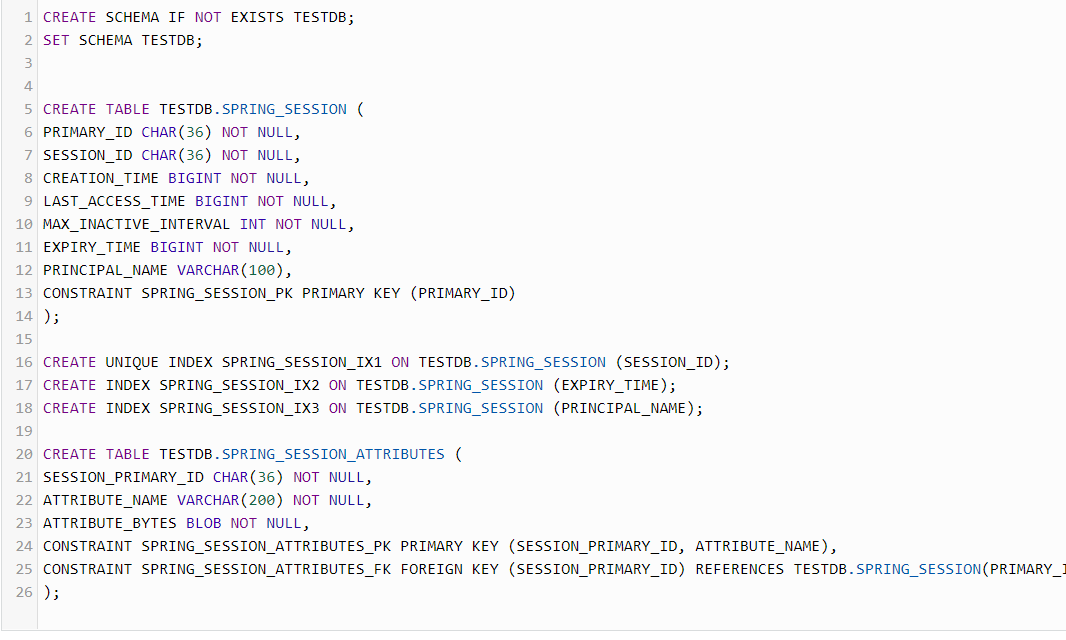 1 CREATE SCHEMA IF NOT EXISTS TESTDB;
2 SET SCHEMA TESTDB;
3
4
5 CREATE TABLE TESTDB.SPRING_SESSION (
6 PRIMARY_ID CHAR(36) NOT NULL,
7 SESSION_ID CHAR(36) NOT NULL,
8 CREATION_TIME BIGINT NOT NULL,
9 LAST_ACCESS_TIME BIGINT NOT NULL,
10 MAX_INACTIVE_INTERVAL INT NOT NULL,
11 EXPIRY_TIME BIGINT NOT NULL,
12 PRINCIPAL_NAME VARCHAR(100),
13 CONSTRAINT SPRING_SESSION_PK PRIMARY KEY (PRIMARY_ID)
14 );
15
16 CREATE UNIQUE INDEX SPRING_SESSION_IX1 ON TESTDB.SPRING_SESSION (SESSION_ID);
17 CREATE INDEX SPRING_SESSION_IX2 ON TESTDB.SPRING_SESSION (EXPIRY_TIME);
18 CREATE INDEX SPRING_SESSION_IX3 ON TESTDB.SPRING_SESSION (PRINCIPAL_NAME);
19
20 CREATE TABLE TESTDB.SPRING_SESSION_ATTRIBUTES (
21 SESSION_PRIMARY_ID CHAR(36) NOT NULL,
22 ATTRIBUTE_NAME VARCHAR(200) NOT NULL,
23 ATTRIBUTE_BYTES BLOB NOT NULL,
24 CONSTRAINT SPRING_SESSION_ATTRIBUTES_PK PRIMARY KEY (SESSION_PRIMARY_ID, ATTRIBUTE_NAME),
25 CONSTRAINT SPRING_SESSION_ATTRIBUTES_FK FOREIGN KEY (SESSION_PRIMARY_ID) REFERENCES TESTDB.SPRING_SESSION(PRIMARY_
26 );